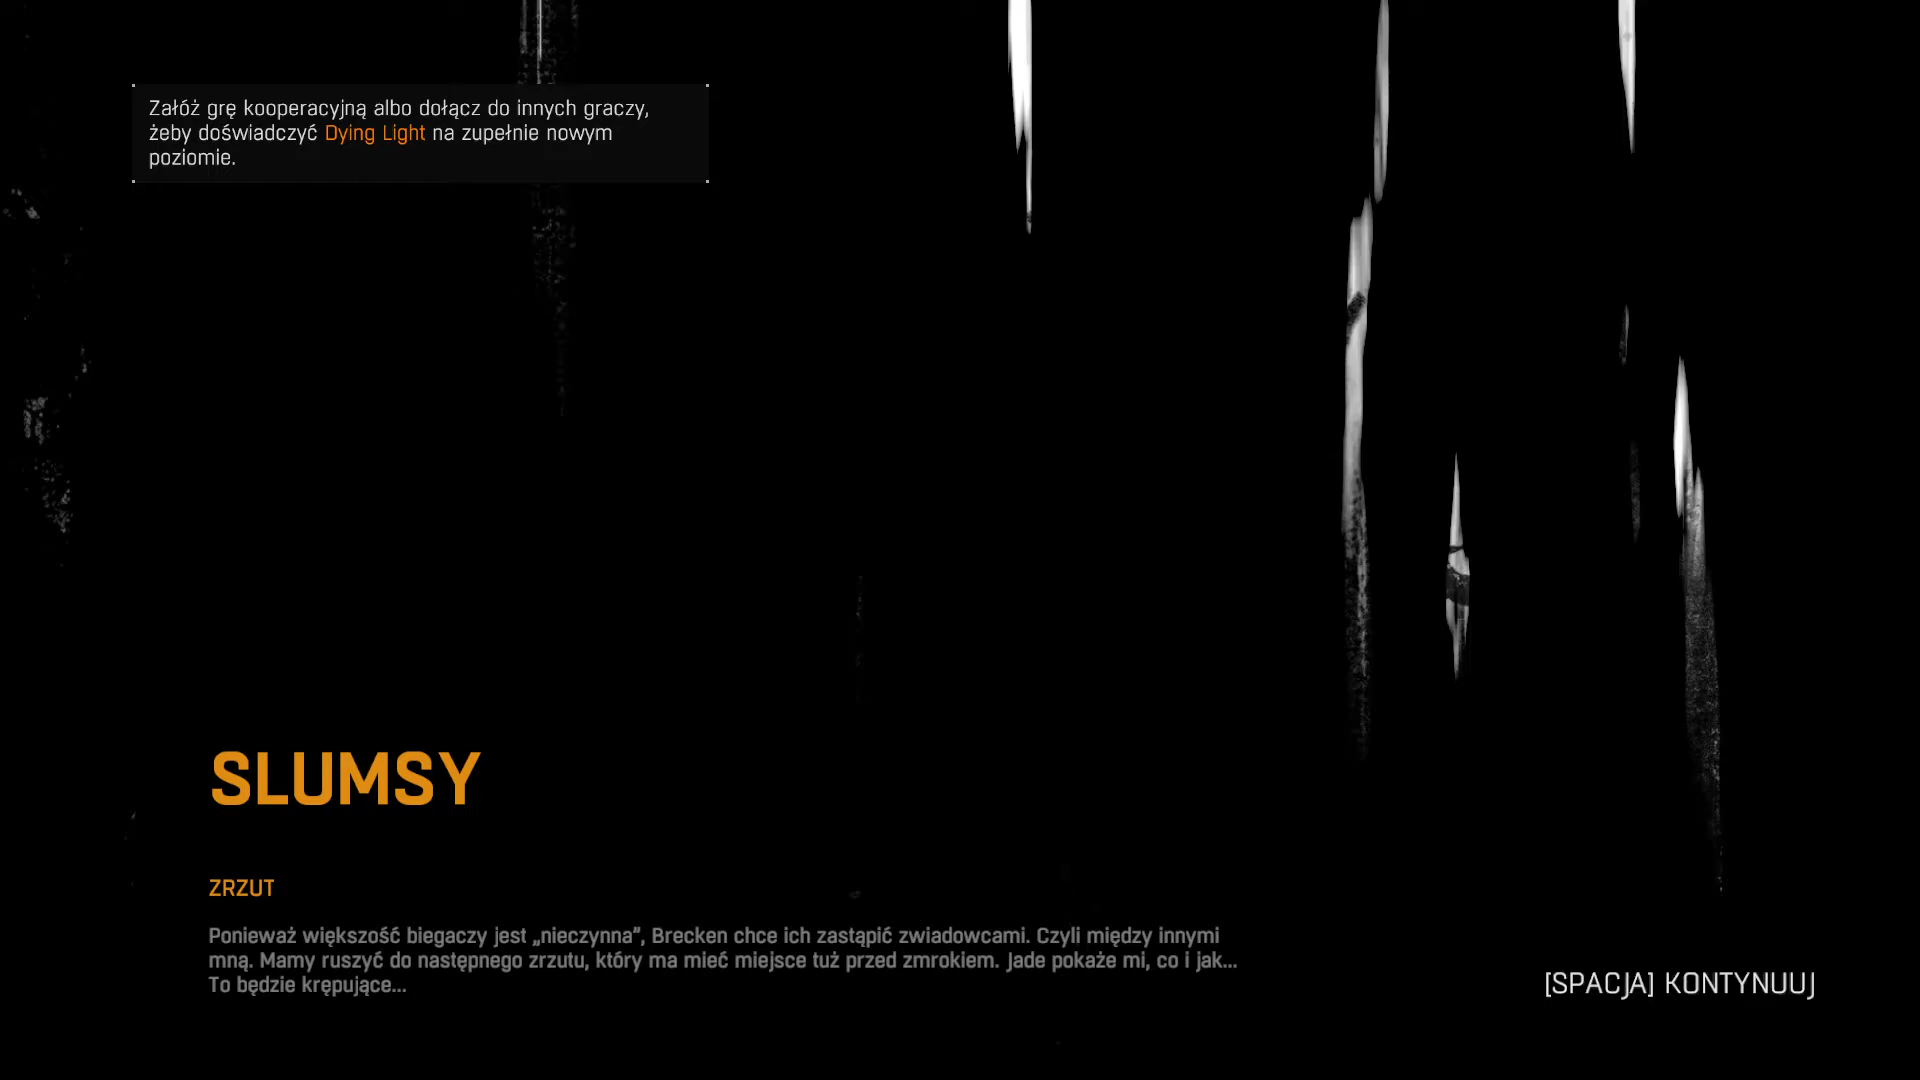 Załóż grę kooperacyjną albo dołącz do innych graczy,
żeby doświadczyć Dying Light na zupełnie nowym
poziomie.
SLUMSY
ZRZUT
Ponieważ większość biegaczy jest „nieczynna”, Brecken chce ich zastąpić zwiadowcami. Czyli między innymi
mną. Mamy ruszyć do następnego zrzutu, który ma mieć miejsce tuż przed zmrokiem. Jade pokaże mi, co i jak...
To będzie krępujące...
[SPACJA] KONTYNUUJ